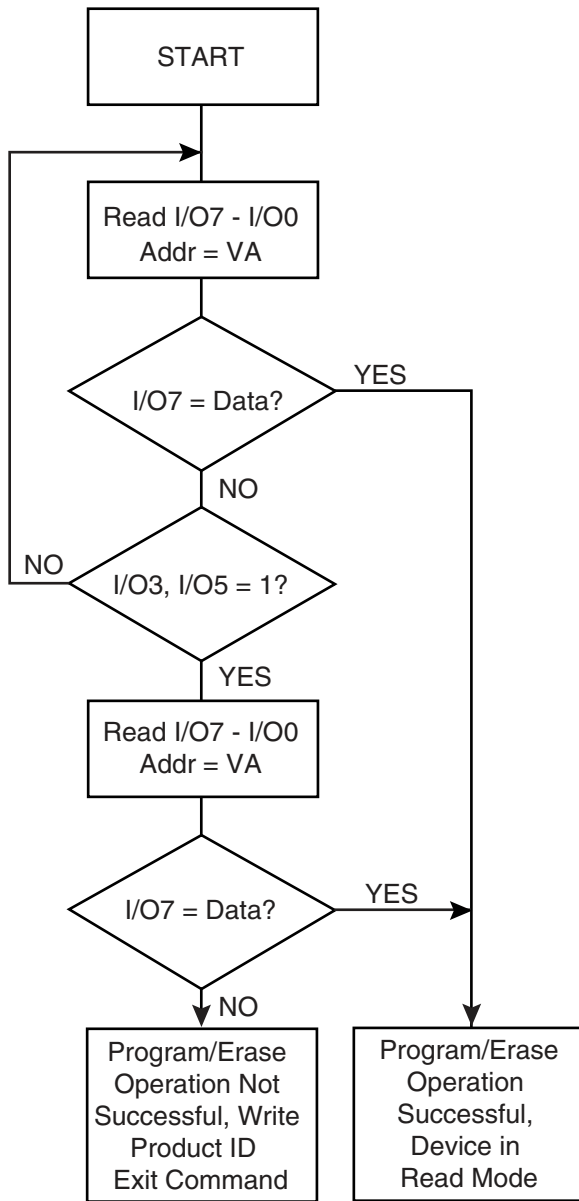 START
Read I/O7 - I/O0
Addr = VA
I/O7 = Data?
YES
NO
I/O3, I/O5 = 1?
NO
YES
Read I/O7 - I/O0
Addr = VA
I/O7 = Data?
YES
NO
Program/Erase
Operation Not
Successful, Write
Product ID
Exit Command
Program/Erase
Operation
Successful,
Device in
Read Mode